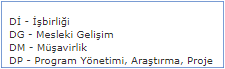 Dİ - İşbirliği
DG - Mesleki Gelişim
DM - Müşavirlik
DP - Program Yönetimi, Araştırma, Proje